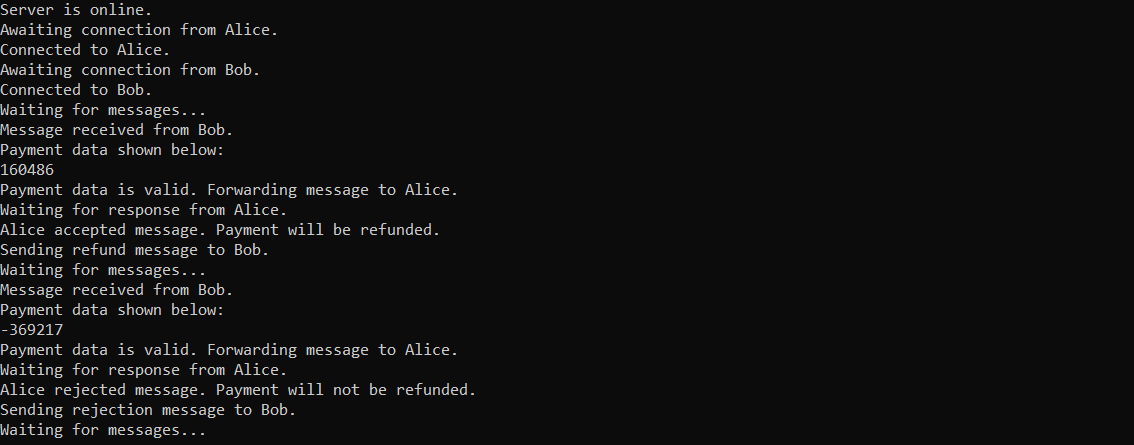 Server is online.
Awaiting connection from Alice.
Connected to Alice.
Awaiting connection from Bob.
Connected to Bob.
Waiting for messages...
Message received from Bob.
Payment data shown below:
160486
Payment data is valid. Forwarding message to Alice.
Waiting for response from Alice.
Alice accepted message. Payment will be refunded.
Sending refund message to Bob.
Waiting for messages...
Message received from Bob.
Payment data shown below:
-369217
Payment data is valid. Forwarding message to Alice.
Waiting for response from Alice.
Alice rejected message. Payment will not be refunded.
Sending rejection message to Bob.
Waiting for messages...